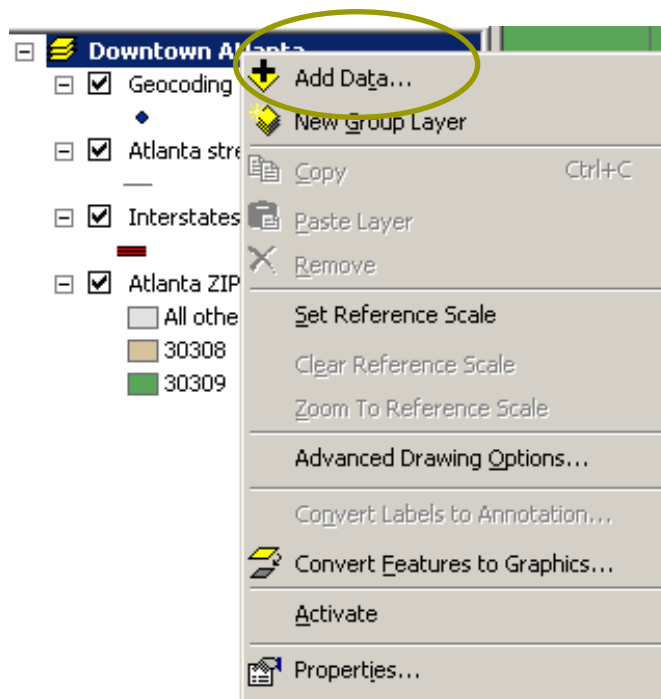 Downtown Atlanta
Geocoding
Atlanta stre
Interstates
Atlanta ZIP
All othe
30308
30309
Add Data...
New Group Layer
Copy Ctrl+C
Paste Layer
Remove
Set Reference Scale
Clear Reference Scale
Zoom To Reference Scale
Advanced Drawing Options...
Convert Labels to Annotation...
Convert Features to Graphics...
Activate
Properties...